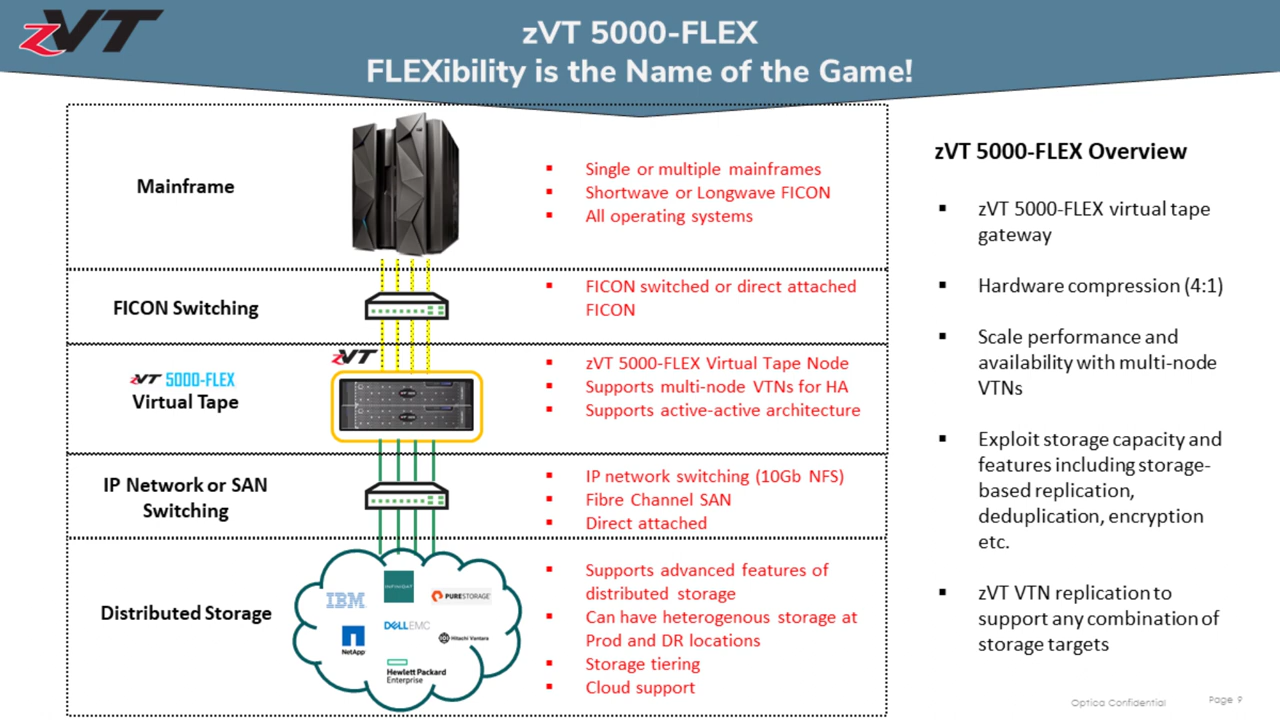 zVT
zVT 5000-FLEX
FLEXibility is the Name of the Game!
Mainframe
▪ Single or multiple mainframes
▪ Shortwave or Longwave FICON
▪ All operating systems
FICON Switching
▪ FICON switched or direct attached
FICON
zVT
zVT 5000-FLEX
Virtual Tape
▪ zVT 5000-FLEX Virtual Tape Node
▪ Supports multi-node VTNs for HA
▪ Supports active-active architecture
IP Network or SAN
Switching
▪ IP network switching (10Gb NFS)
▪ Fibre Channel SAN
▪ Direct attached
Distributed Storage
IBM
PURESTORAGE
DELLEMC
NetApp
Hitachi Vantara
Hewlett Packard
Enterprise
▪ Supports advanced features of
distributed storage
▪ Can have heterogenous storage at
Prod and DR locations
▪ Storage tiering
▪ Cloud support
zVT 5000-FLEX Overview
▪ zVT 5000-FLEX virtual tape
gateway
▪ Hardware compression (4:1)
▪ Scale performance and
availability with multi-node
VTNs
▪ Exploit storage capacity and
features including storage-
based replication,
deduplication, encryption
etc.
▪ zVT VTN replication to
support any combination of
storage targets
Optica Confidential
Page 9